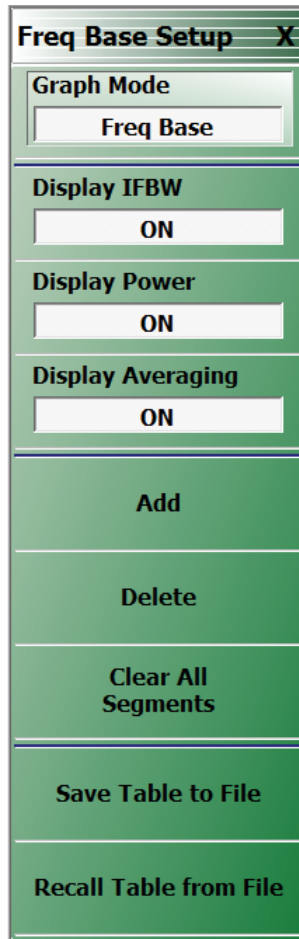 Freq Base Setup X
Graph Mode
Freq Base
Display IFBW
ON
Display Power
ON
Display Averaging
ON
Add
Delete
Clear All
Segments
Save Table to File
Recall Table from File